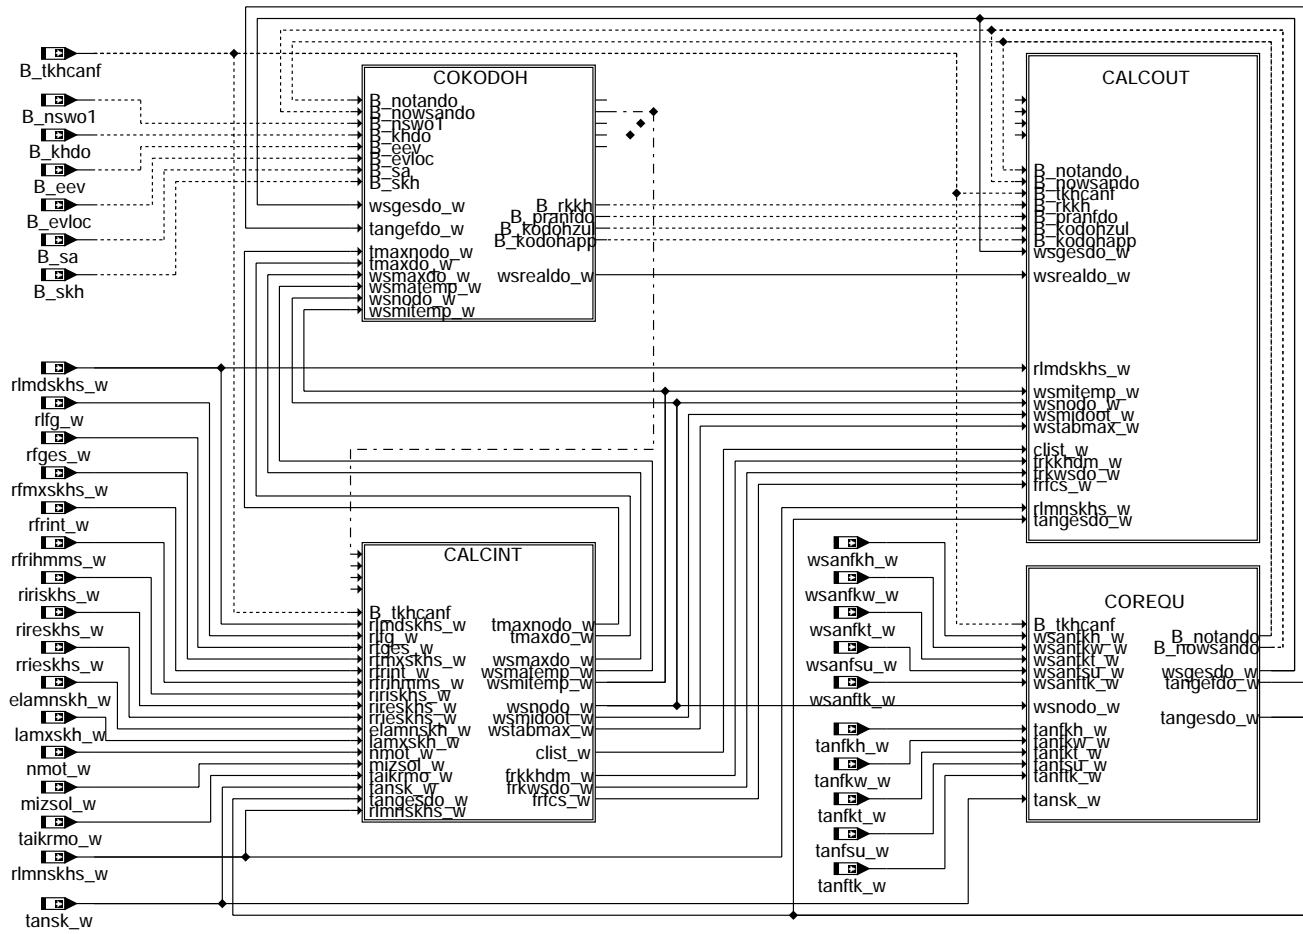 B_tkhcanf
B_nswo1
B_khdo
B_eev
B_evloc
B_sa
B_skh
rlmdskhs_w
rlfg_w
rfges_w
rfmxskhs_w
rfrint_w
rfrihmms_w
ririskhs_w
rireskhs_w
rrieskhs_w
elamnskh_w
lamxskh_w
nmot_w
mizsol_w
taikrmo_w
rlmnskhs_w
tansk_w
COKODOH
B_notando
B_nowsando
B_nswo1
B_khdo
B_eev
B_evloc
B_sa
B_skh
wsgesdo_w
tangefdo_w
tmaxnodo_w
tmaxdo_w
wsmaxdo_w
wsmatemp_w
wsnodo_w
wsmitemp_w
B_rkkh
B_pranfdo
B_kodohzul
B_kodohapp
wsrealdo_w
CALCINT
B_tkhcanf
rlmdskhs_w
rlfg_w
rfges_w
rfmxskhs_w
rfrint_w
rfrihmms_w
ririskhs_w
rireskhs_w
rrieskhs_w
elamnskh_w
lamxskh_w
nmot_w
mizsol_w
taikrmo_w
tansk_w
tangesdo_w
rlmnskhs_w
tmaxnodo_w
tmaxdo_w
wsmaxdo_w
wsmatemp_w
wsmitemp_w
wsnodo_w
wsmidoot_w
wstabmax_w
clist_w
frkkhdm_w
frkwsdo_w
frfcs_w
CALCOUT
B_notando
B_nowsando
B_tkhcanf
B_rkkh
B_pranfdo
B_kodohzul
B_kodohapp
wsgesdo_w
wsrealdo_w
rlmdskhs_w
wsmitemp_w
wsnodo_w
wsmidoot_w
wstabmax_w
clist_w
frkkhdm_w
frkwsdo_w
frfcs_w
rlmnskhs_w
tangesdo_w
wsanfkh_w
wsanfkw_w
wsanfkt_w
wsanfsu_w
wsanftk_w
tanfkh_w
tanfkw_w
tanfkt_w
tanfsu_w
tanftk_w
COREQU
B_tkhcanf
wsanfkh_w
wsanfkw_w
wsanfkt_w
wsanfsu_w
wsanftk_w
wsnodo_w
tanfkh_w
tanfkw_w
tanfkt_w
tanfsu_w
tanftk_w
tansk_w
B_notando
B_nowsando
wsgesdo_w
tangefdo_w
tangesdo_w